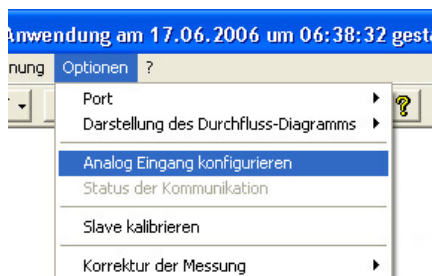 Anwendung am 17.06.2006 um 06:38:32 gest
nung Optionen ?
Port
Darstellung des Durchfluss-Diagramms
Analog Eingang konfigurieren
Status der Kommunikation
Slave kalibrieren
Korrektur der Messung